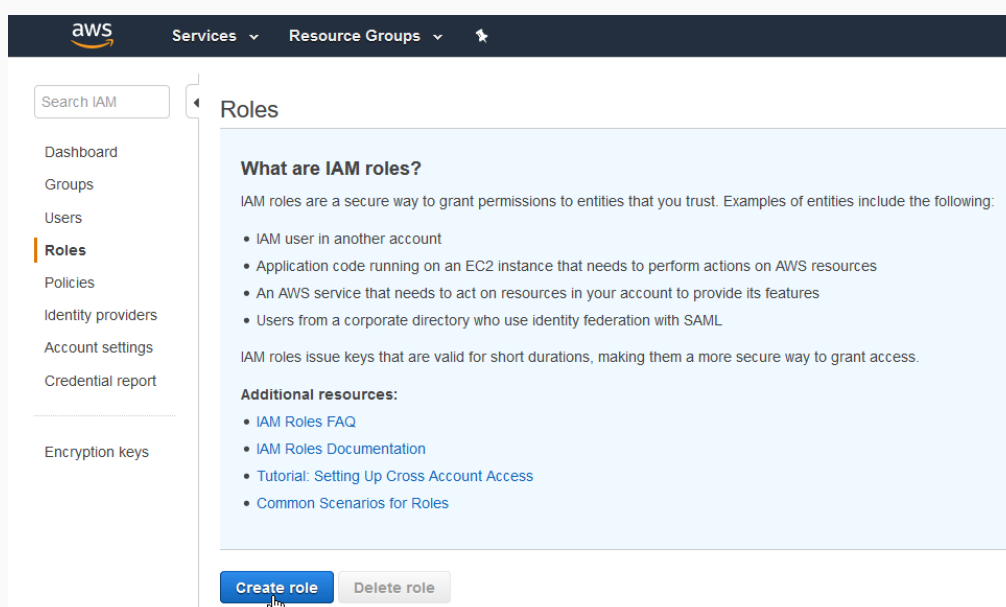 aws
Services
Resource Groups
Search IAM
Dashboard
Groups
Users
Roles
Policies
Identity providers
Account settings
Credential report
Encryption keys
Roles
What are IAM roles?
IAM roles are a secure way to grant permissions to entities that you trust. Examples of entities include the following:
• IAM user in another account
• Application code running on an EC2 instance that needs to perform actions on AWS resources
• An AWS service that needs to act on resources in your account to provide its features
• Users from a corporate directory who use identity federation with SAML
IAM roles issue keys that are valid for short durations, making them a more secure way to grant access.
Additional resources:
• IAM Roles FAQ
• IAM Roles Documentation
• Tutorial: Setting Up Cross Account Access
• Common Scenarios for Roles
Create role
Delete role